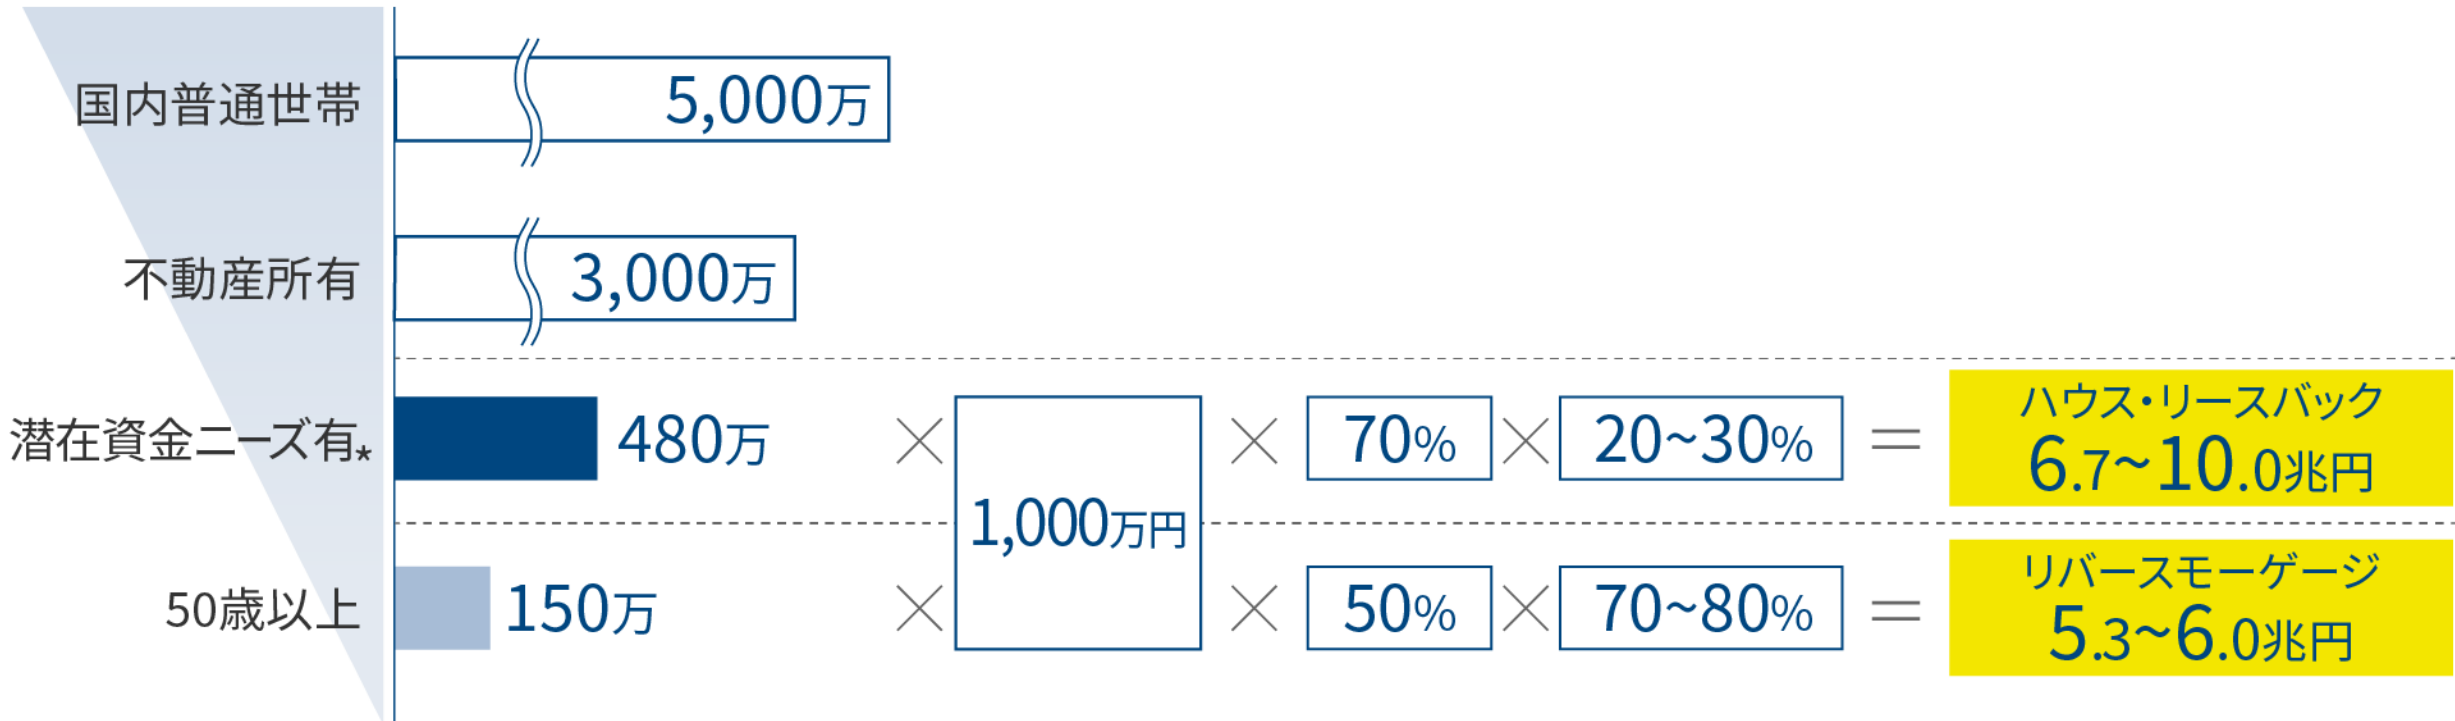 国内普通世帯 5,000万
不動産所有 3,000万
潜在資金ニーズ有* 480万 × 1,000万円 × 70% × 20~30% = ハウス・リースバック
6.7~10.0兆円
50歳以上 150万 × × 50% × 70~80% = リバースモーゲージ
5.3~6.0兆円